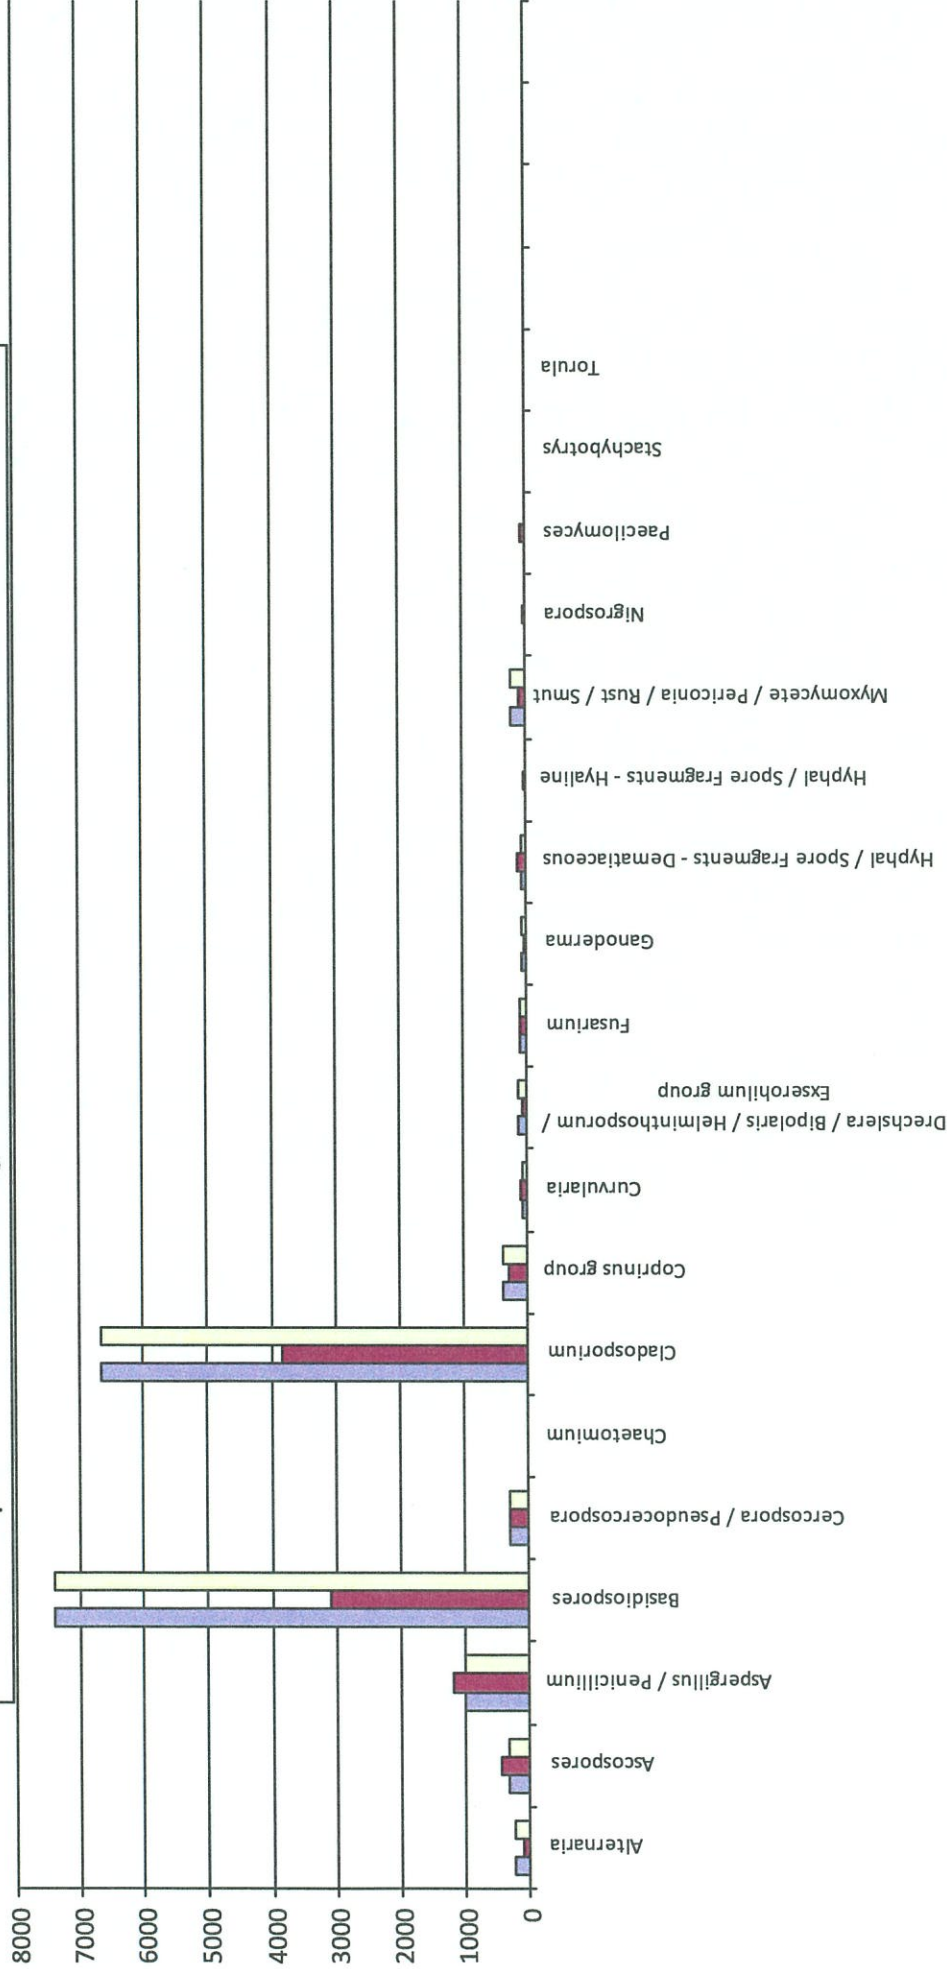 8000
7000
6000
5000
4000
3000
2000
1000
0
Alternaria
Ascospores
Aspergillus / Penicillium
Basidiospores
Cercospora / Pseudocercospora
Chaetomium
Cladosporium
Coprinus group
Curvularia
Drechslera / Bipolaris / Helminthosporum /
Exserohilum group
Fusarium
Ganoderma
Hyphal / Spore Fragments - Dematiaceous
Hyphal / Spore Fragments - Hyaline
Myxomycete / Periconia / Rust / Smut
Nigrospora
Paecilomyces
Stachybotrys
Torula